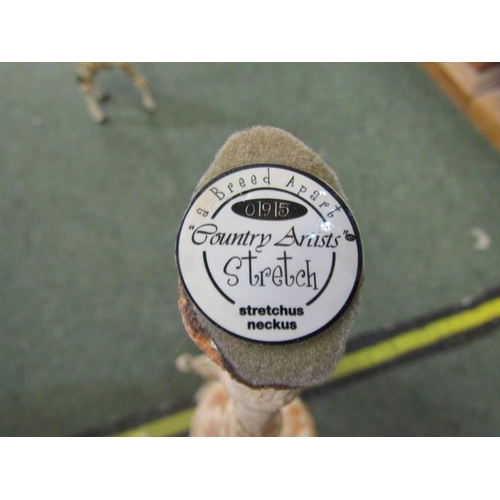 a Breed Apart
01915
"Country Artists"
Stretch
stretchus
neckus